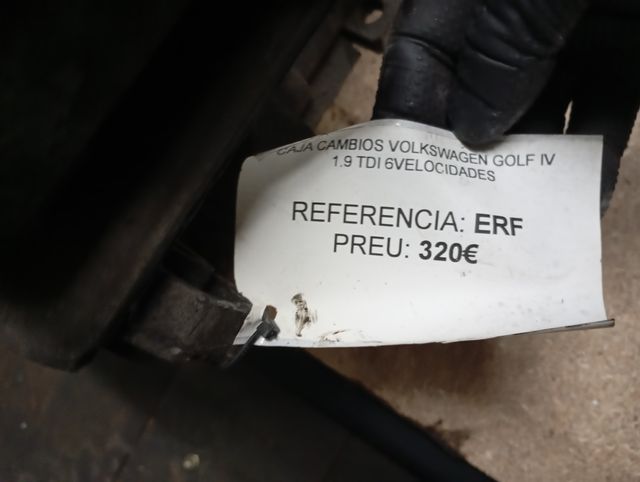 CAJA CAMBIOS VOLKSWAGEN GOLF IV
1.9 TDI 6VELOCIDADES
REFERENCIA: ERF
PREU: 320€